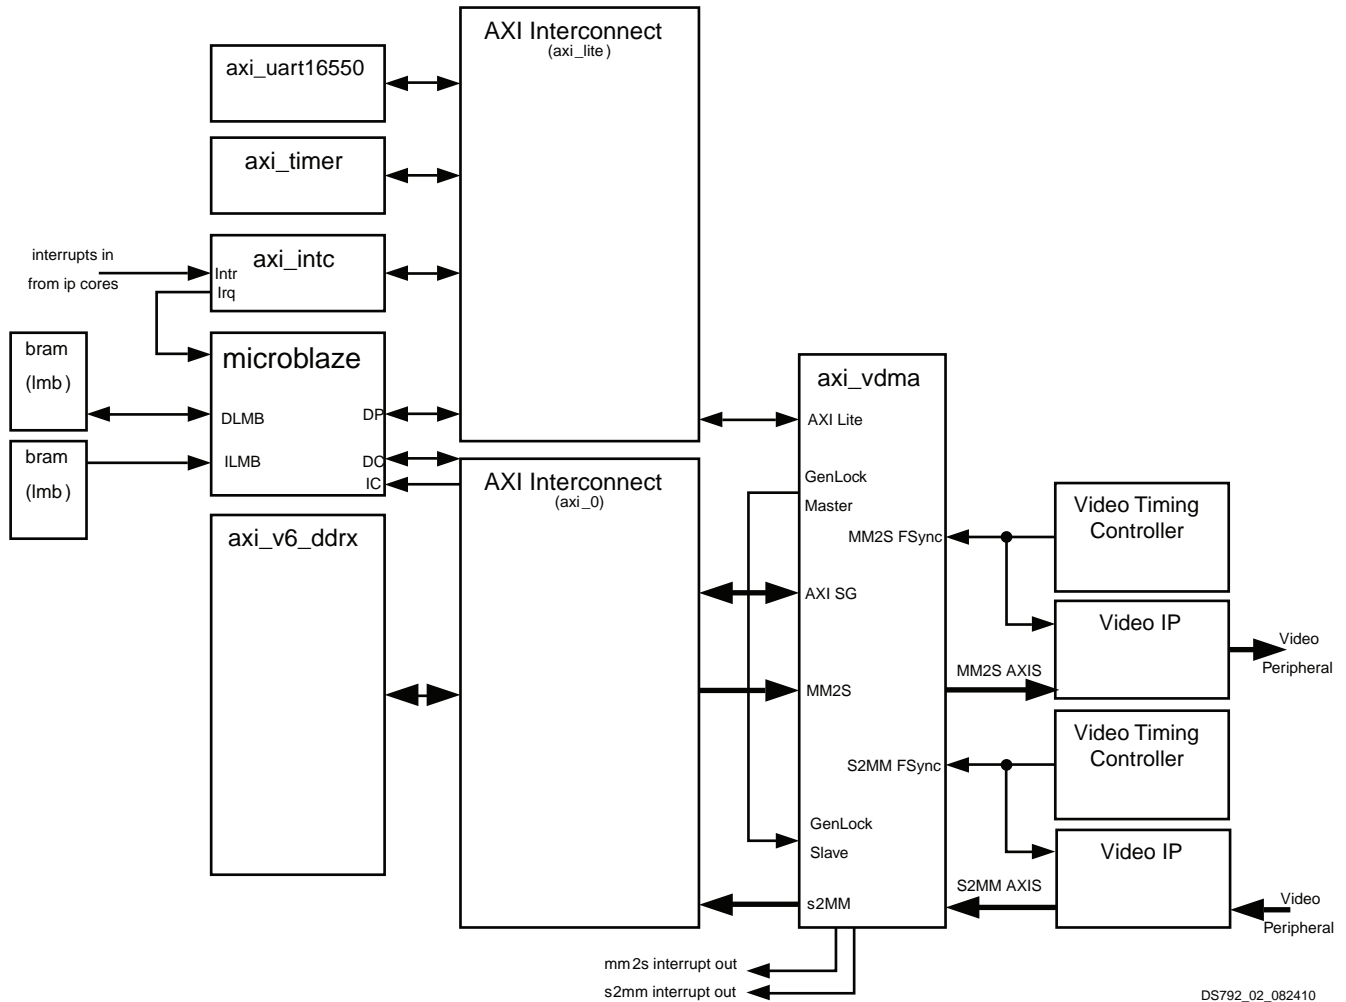 AXI Interconnect
(axi_lite)
axi_uart16550
axi_timer
interrupts in
from ip cores
axi_intc
Intr
Irq
bram
(lmb)
microblaze
DLMB
DP
bram
(lmb)
ILMB
DC
IC
AXI Interconnect
(axi_0)
axi_v6_ddrx
axi_vdma
AXI Lite
GenLock
Master
MM2S FSync
AXI SG
MM2S
S2MM FSync
GenLock
Slave
s2MM
Video Timing
Controller
Video IP
Video
Peripheral
MM2S AXIS
Video Timing
Controller
Video IP
S2MM AXIS
Video
Peripheral
mm2s interrupt out
s2mm interrupt out
DS792_02_082410